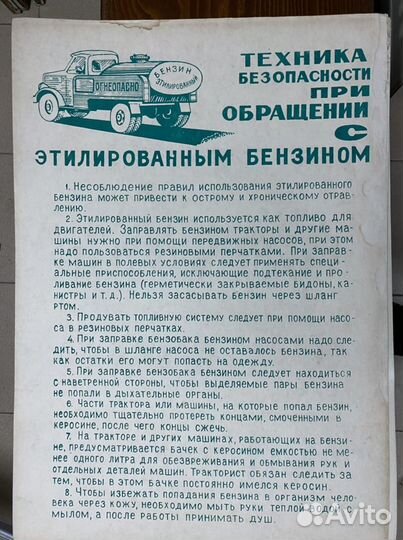 БЕНЗИН
ЭТИЛИРОВАННЫЙ
ОГНЕОПАСНО
ТЕХНИКА
БЕЗОПАСНОСТИ
ПРИ
ОБРАЩЕНИИ
С
ЭТИЛИРОВАННЫМ БЕНЗИНОМ
1. Несоблюдение правил использования этилированного
бензина может привести к острому и хроническому отрав-
лению.
2. Этилированный бензин используется как топливо для
двигателей. Заправлять бензином тракторы и другие ма-
шины нужно при помощи передвижных насосов, при этом
надо пользоваться резиновыми перчатками. При заправ-
ке машин в полевых условиях следует применять специ-
альные приспособления, исключающие подтекание и про-
ливание бензина (герметически закрываемые бидоны, ка-
нистры и т.д.). Нельзя засасывать бензин через шланг
ртом.
3. Продувать топливную систему следует при помощи насо-
са в резиновых перчатках.
4. При заправке бензобака бензином насосами надо сле-
дить, чтобы в шланге насоса не оставалось бензина, так
как остатки его могут попасть на одежду.
5. При заправке бензобака бензином следует находиться
с наветренной стороны, чтобы выделяемые пары бензина
не попали в дыхательные органы.
6. Части трактора или машины, на которые попал бензин,
необходимо тщательно протереть концами, смоченными в
керосине, после чего концы сжечь.
7. На тракторе и других машинах, работающих на бензи-
не, предусматривается бачек с керосином емкостью не ме-
нее одного литра для обезвреживания и обмывания рук и
отдельных деталей машин. Тракторист обязан следить за
тем, чтобы в этом бачке постоянно имелся керосин.
8. Чтобы избежать попадания бензина в организм чело-
века через кожу, необходимо мыть руки теплой водой с
мылом, а после работы принимать душ.
Avito